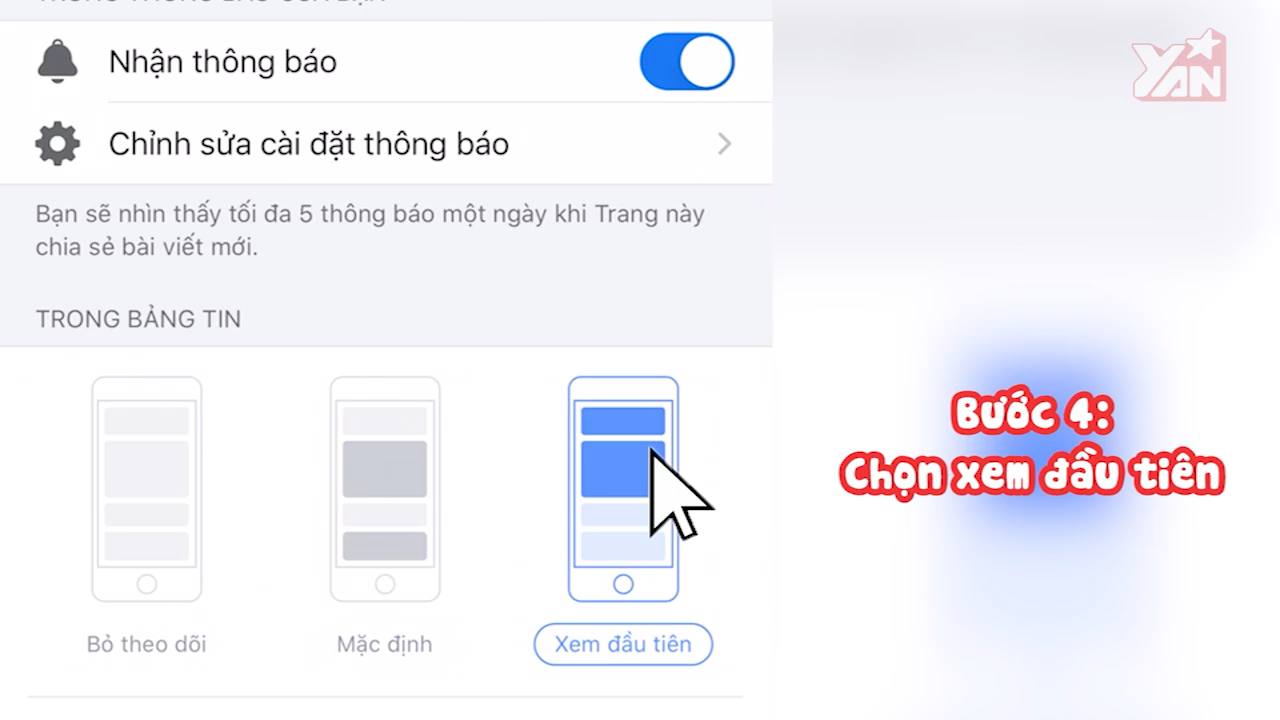 Nhận thông báo
Chỉnh sửa cài đặt thông báo
Bạn sẽ nhìn thấy tối đa 5 thông báo một ngày khi Trang này
chia sẻ bài viết mới.
TRONG BẢNG TIN
Bỏ theo dõi
Mặc định
Xem đầu tiên
YAN
Bước 4:
Chọn xem đầu tiên